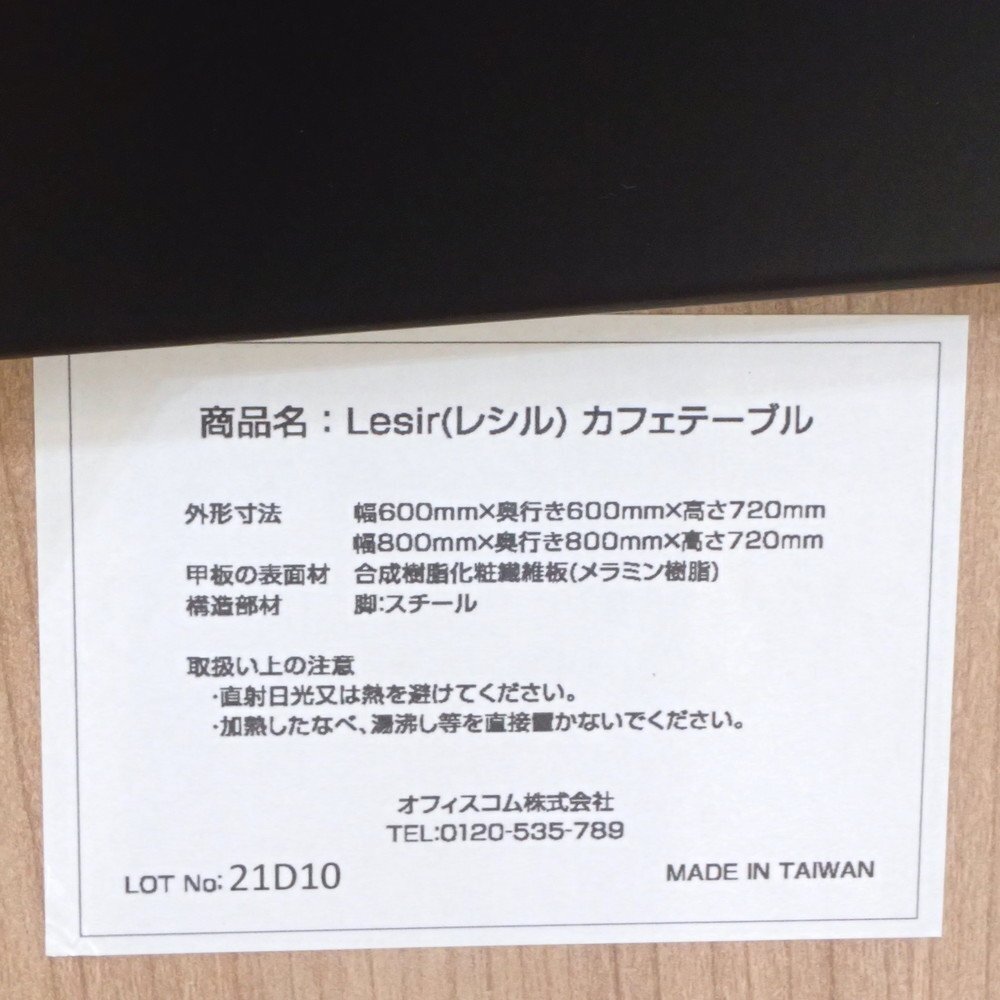 商品名：Lesir(レシル) カフェテーブル
外形寸法 幅600mm×奥行き600mm×高さ720mm
幅800mm×奥行き800mm×高さ720mm
甲板の表面材 合成樹脂化粧繊維板(メラミン樹脂)
構造部材 脚:スチール
取扱い上の注意
・直射日光又は熱を避けてください。
・加熱したなべ、湯沸し等を直接置かないでください。
オフィスコム株式会社
TEL:0120-535-789
LOT No: 21D10 MADE IN TAIWAN